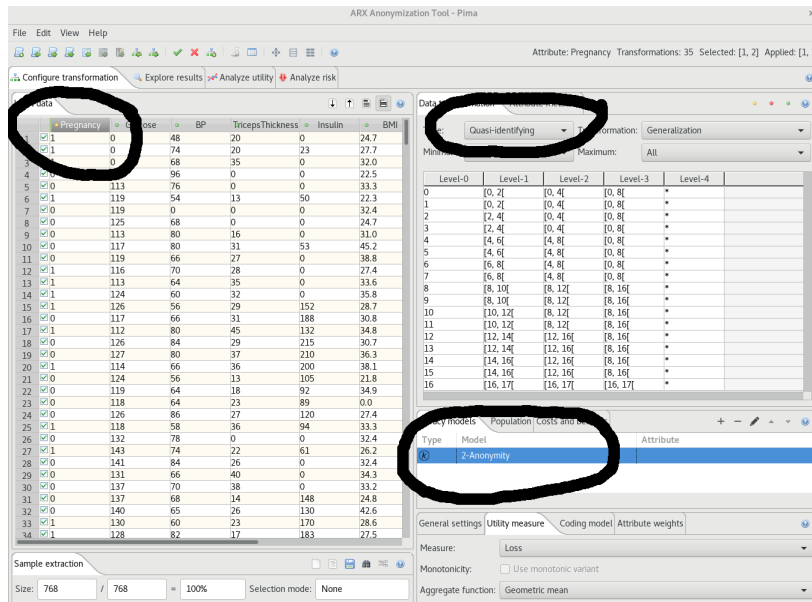 ARX Anonymization Tool - Pima
File Edit View Help
Attribute: Pregnancy Transformations: 35 Selected: [1, 2] Applied: [1,
Configure transformation Explore results Analyze utility Analyze risk
data
Type: Quasi-identifying Generalization
Maximum: All
Pregnancy BP TricepsThickness Insulin BMI
1 0 48 20 0 24.7
1 0 74 20 23 27.7
3 0 68 35 0 32.0
4 0 96 0 0 22.5
5 0 113 76 0 0 33.3
6 1 119 54 13 50 22.3
7 0 119 0 0 0 32.4
8 0 125 68 0 0 24.7
9 0 113 80 16 0 31.0
10 0 117 80 31 53 45.2
11 0 119 66 27 0 38.8
12 1 116 70 28 0 27.4
13 1 113 64 35 0 33.6
14 1 124 60 32 0 35.8
15 1 126 56 29 152 28.7
16 0 117 66 31 188 30.8
17 1 112 80 45 132 34.8
18 0 126 84 29 215 30.7
19 0 127 80 37 210 36.3
20 1 114 66 36 200 38.1
21 0 124 56 13 105 21.8
22 0 119 64 18 92 34.9
23 0 118 64 23 89 0.0
24 0 126 86 27 120 27.4
25 1 118 58 36 94 33.3
26 0 132 78 0 0 32.4
27 1 143 74 22 61 26.2
28 0 141 84 26 0 32.4
29 0 131 66 40 0 34.3
30 0 137 70 38 0 33.2
31 1 137 68 14 148 24.8
32 0 140 65 26 130 42.6
33 1 130 60 23 170 28.6
34 1 128 82 17 183 27.5
Level-0 Level-1 Level-2 Level-3 Level-4
0 [0, 2[ [0, 4[ [0, 8[ *
1 [0, 2[ [0, 4[ [0, 8[ *
2 [2, 4[ [0, 4[ [0, 8[ *
3 [2, 4[ [0, 4[ [0, 8[ *
4 [4, 6[ [4, 8[ [0, 8[ *
5 [4, 6[ [4, 8[ [0, 8[ *
6 [6, 8[ [4, 8[ [0, 8[ *
7 [6, 8[ [4, 8[ [0, 8[ *
8 [8, 10[ [8, 12[ [8, 16[ *
9 [8, 10[ [8, 12[ [8, 16[ *
10 [10, 12[ [8, 12[ [8, 16[ *
11 [10, 12[ [8, 12[ [8, 16[ *
12 [12, 14[ [12, 16[ [8, 16[ *
13 [12, 14[ [12, 16[ [8, 16[ *
14 [14, 16[ [12, 16[ [8, 16[ *
15 [14, 16[ [12, 16[ [8, 16[ *
16 [16, 17[ [16, 17[ [16, 17[ *
models Population Costs and
Type Model Attribute
k 2-Anonymity
General settings Utility measure Coding model Attribute weights
Measure: Loss
Monotonicity: Use monotonic variant
Aggregate function: Geometric mean
Sample extraction
Size: 768 / 768 = 100% Selection mode: None